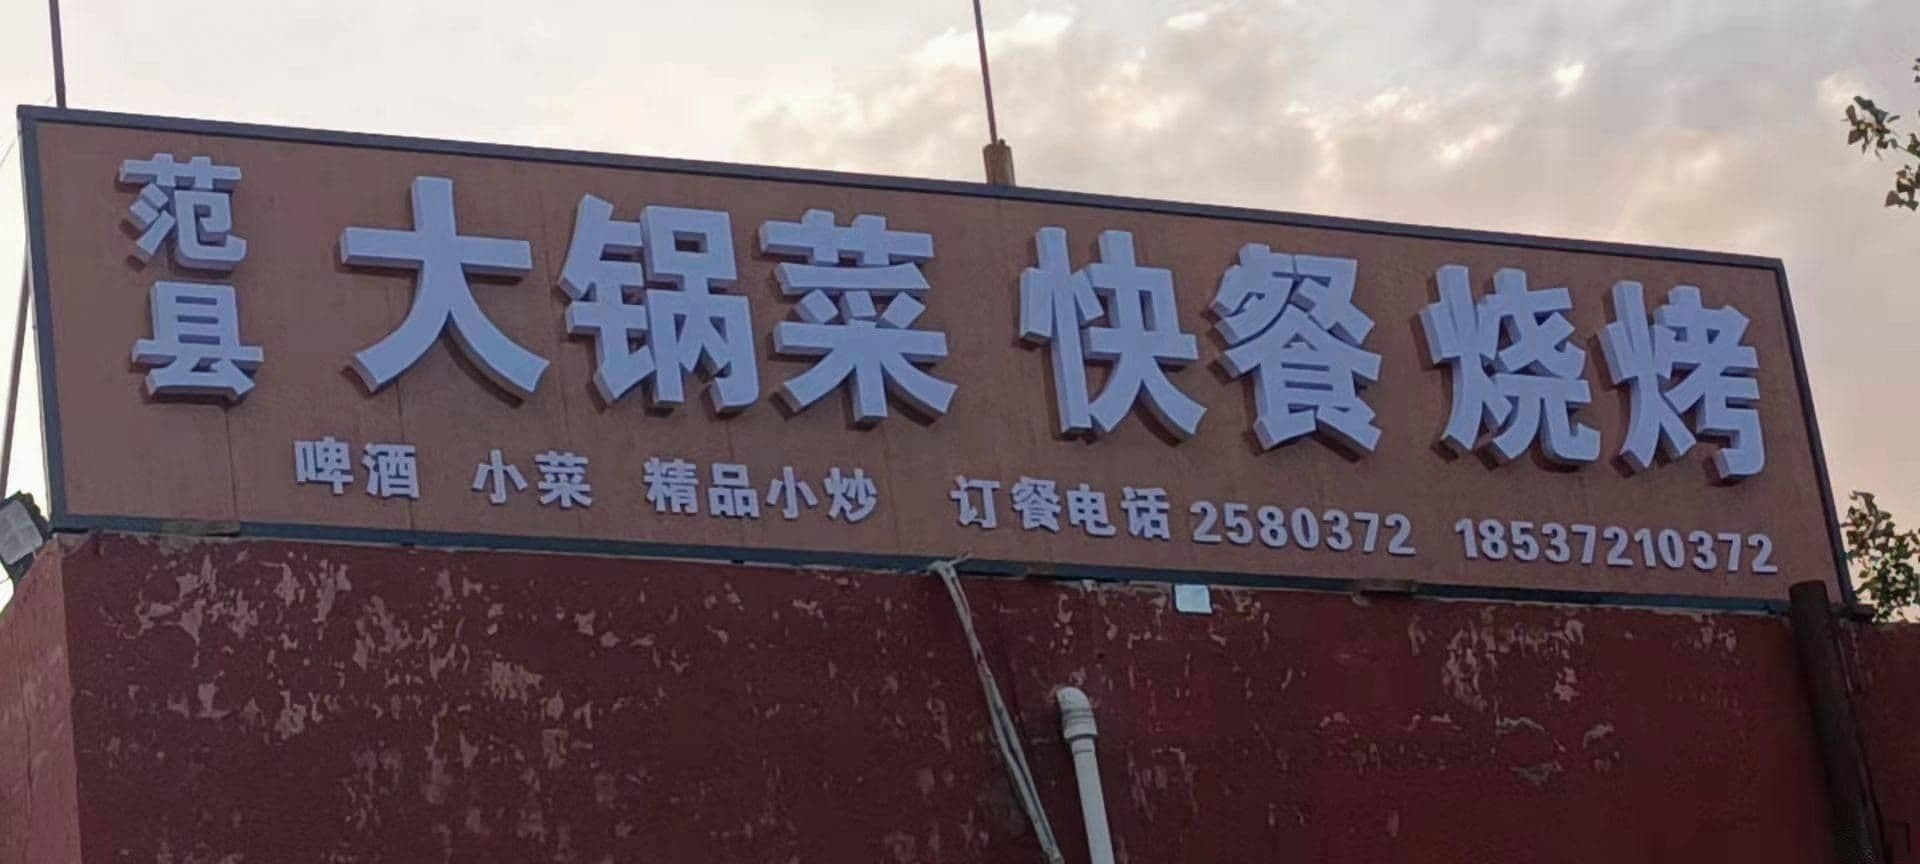 范县 大锅菜 快餐 烧烤
啤酒 小菜 精品小炒 订餐电话 2580372 18537210372